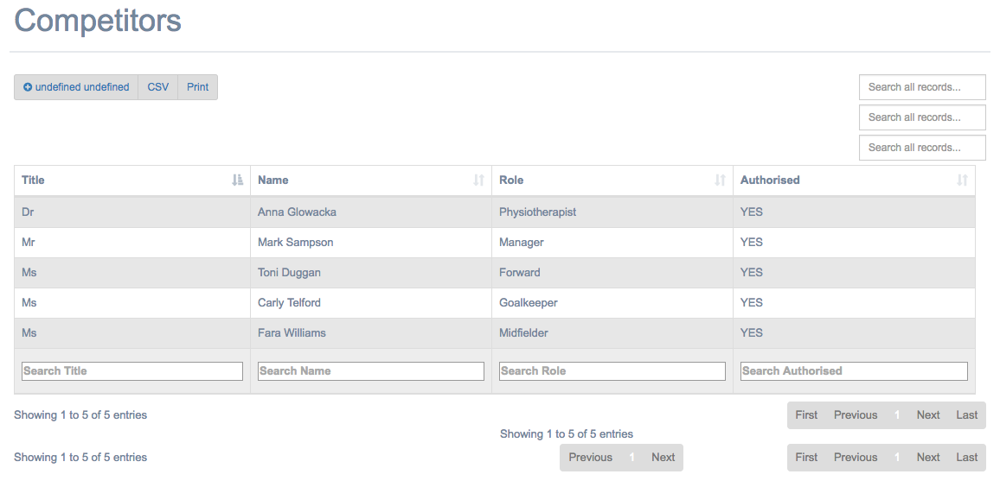 Competitors
undefined undefined CSV Print
Search all records...
Search all records...
Search all records...
Title Name Role Authorised
Dr Anna Glowacka Physiotherapist YES
Mr Mark Sampson Manager YES
Ms Toni Duggan Forward YES
Ms Carly Telford Goalkeeper YES
Ms Fara Williams Midfielder YES
Search Title Search Name Search Role Search Authorised
Showing 1 to 5 of 5 entries First Previous 1 Next Last
Showing 1 to 5 of 5 entries
Showing 1 to 5 of 5 entries Previous 1 Next First Previous 1 Next Last